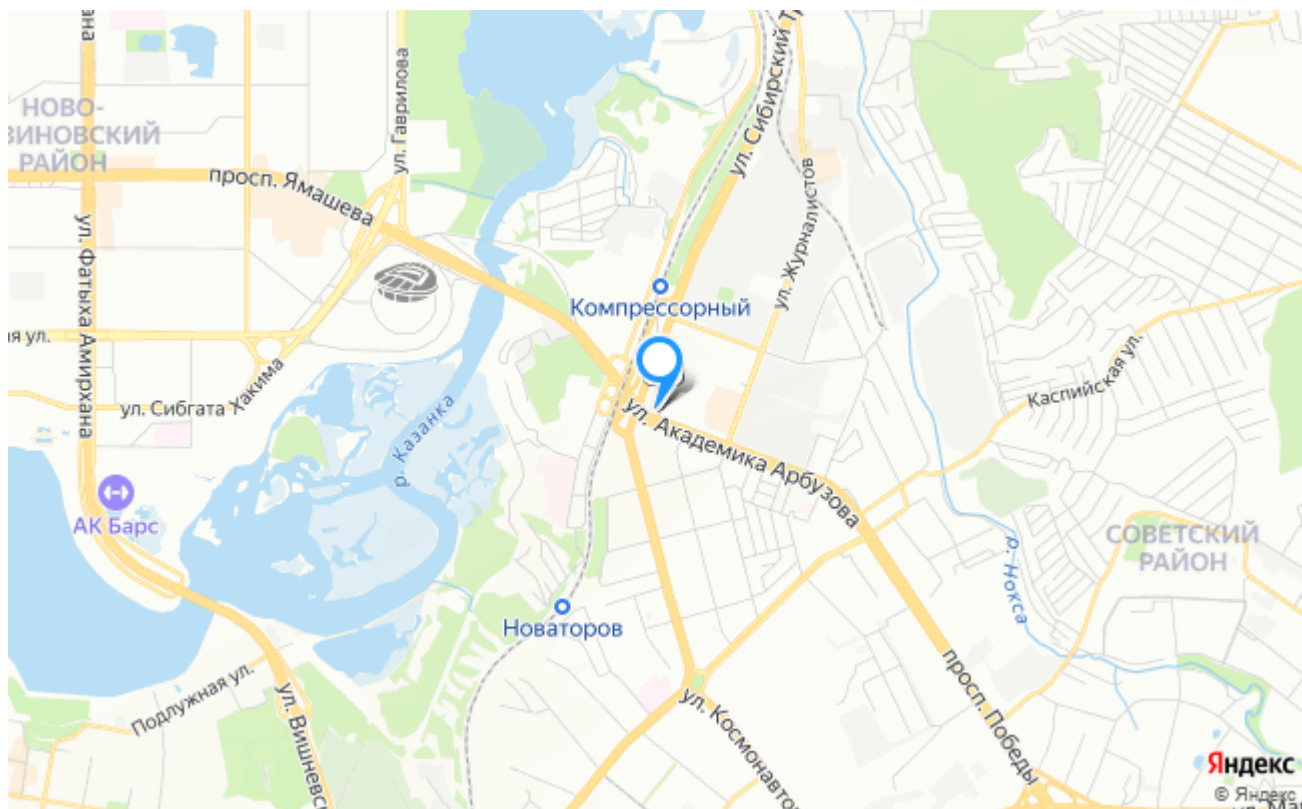 НОВО-
ВИНОВСКИЙ
РАЙОН
ул. Гаврилова
просп. Ямашева
ул. Фатыха Амирхана
ул. Сибирский Т
ул. Журналистов
Компрессорный
ая ул.
ул. Сибгата Хакима
р. Казанка
ул. Академика Арбузова
Каспийская ул.
АК Барс
СОВЕТСКИЙ
РАЙОН
р. Нокса
Новаторов
Подлужная ул.
ул. Вишневс
ул. Космонавтов
просп. Победы
Яндекс
© Яндекс